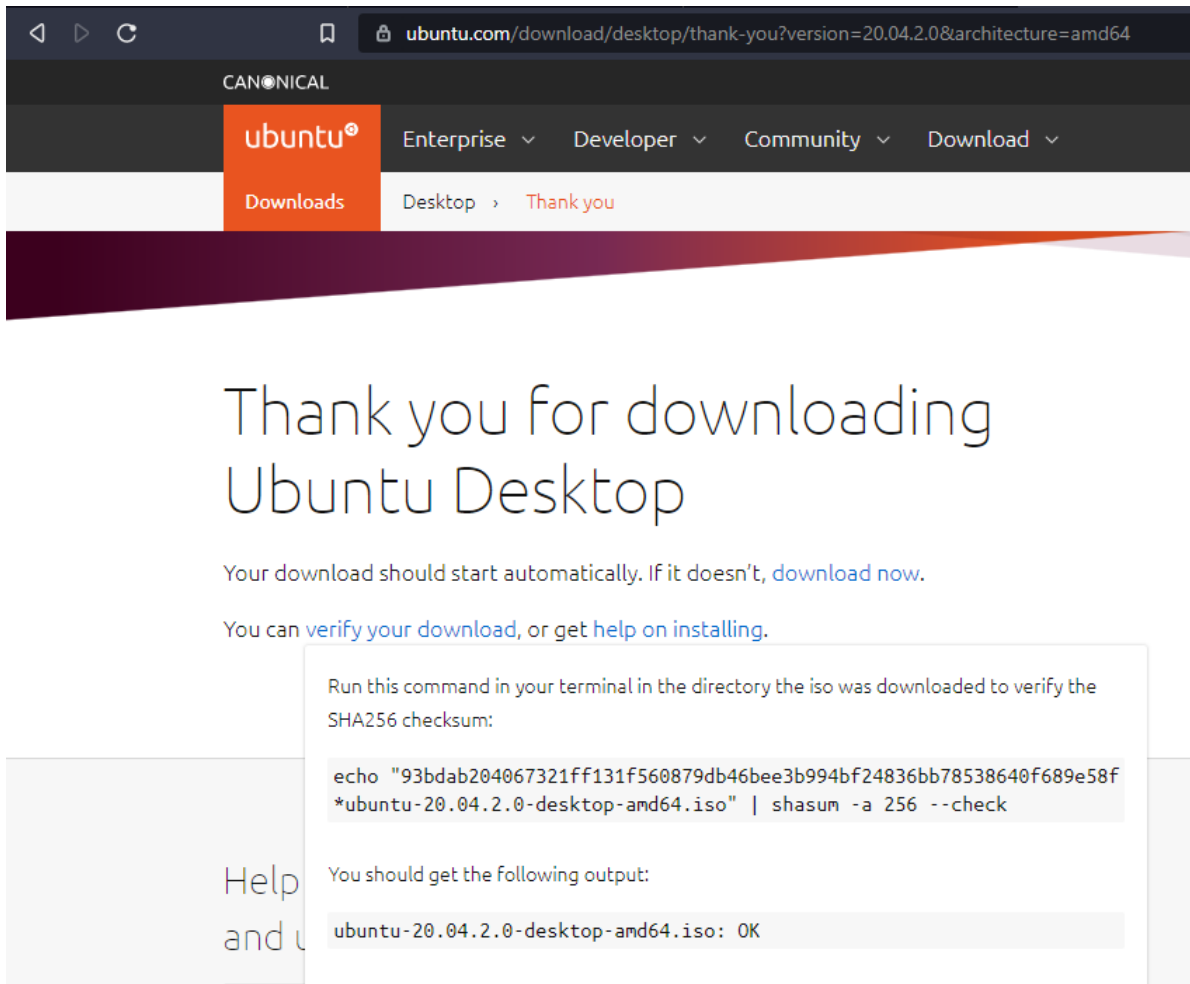 ubuntu.com/download/desktop/thank-you?version=20.04.2.0&architecture=amd64
CANONICAL
ubuntu Enterprise Developer Community Download
Downloads Desktop › Thank you
Thank you for downloading
Ubuntu Desktop
Your download should start automatically. If it doesn’t, download now.
You can verify your download, or get help on installing.
Run this command in your terminal in the directory the iso was downloaded to verify the
SHA256 checksum:
echo "93bdab204067321ff131f560879db46bee3b994bf24836bb78538640f689e58f
*ubuntu-20.04.2.0-desktop-amd64.iso" | shasum -a 256 --check
Help
You should get the following output:
and
ubuntu-20.04.2.0-desktop-amd64.iso: OK